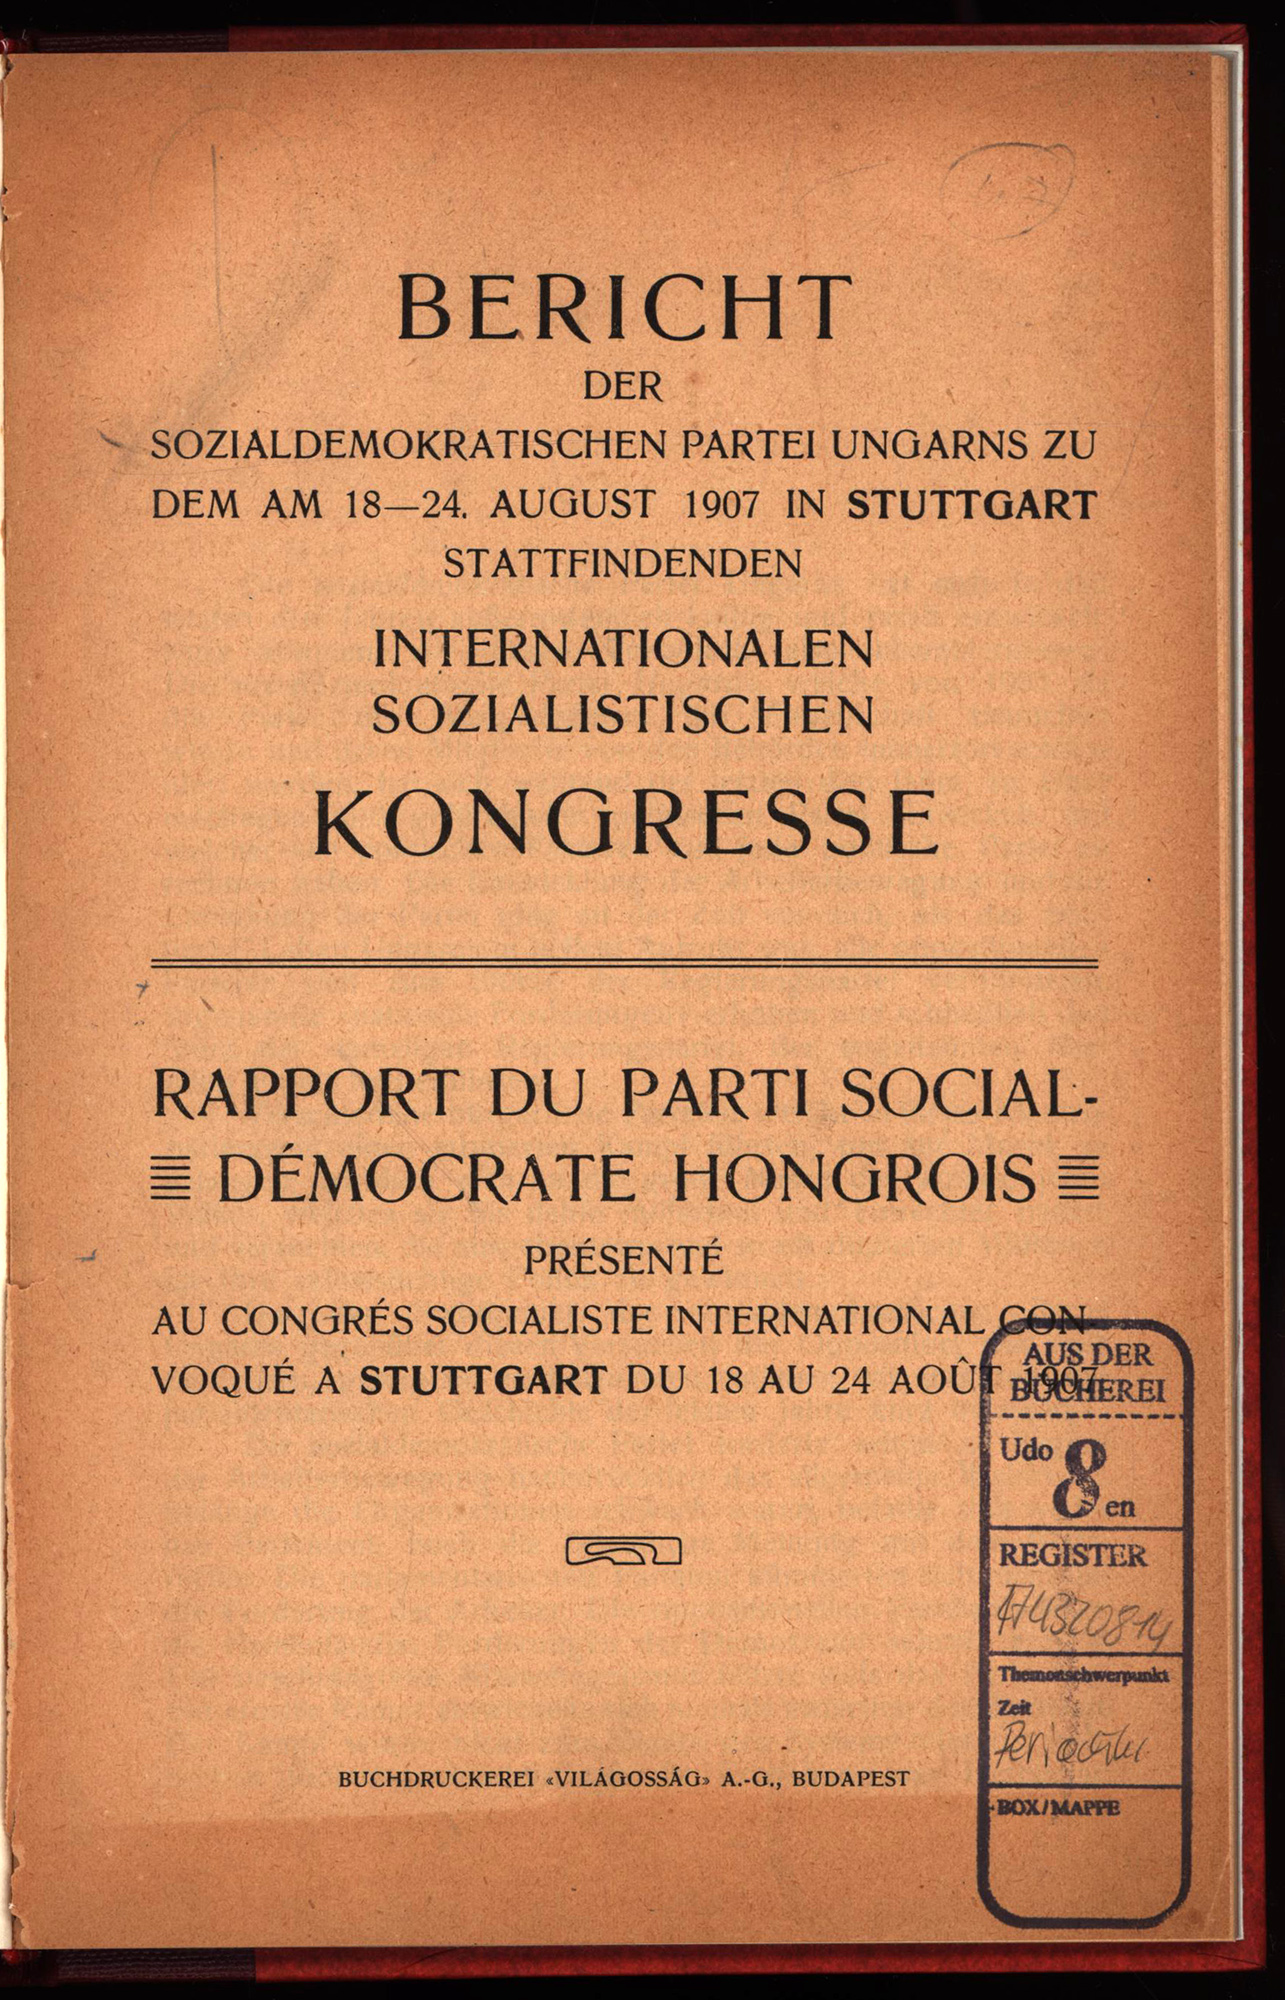 BERICHT
DER
SOZIALDEMOKRATISCHEN PARTEI UNGARNS ZU
DEM AM 18—24. AUGUST 1907 IN STUTTGART
STATTFINDENDEN
INTERNATIONALEN
SOZIALISTISCHEN
KONGRESSE
RAPPORT DU PARTI SOCIAL-
DÉMOCRATE HONGROIS
PRÉSENTÉ
AU CONGRÉS SOCIALISTE INTERNATIONAL CON-
VOQUÉ A STUTTGART DU 18 AU 24 AOÛT 1907
AUS DER
BÜCHEREI
Udo 8en
REGISTER
Themenschwerpunkt
Zeit
BOX/MAPPE
BUCHDRUCKEREI «VILÁGOSSÁG» A.-G., BUDAPEST